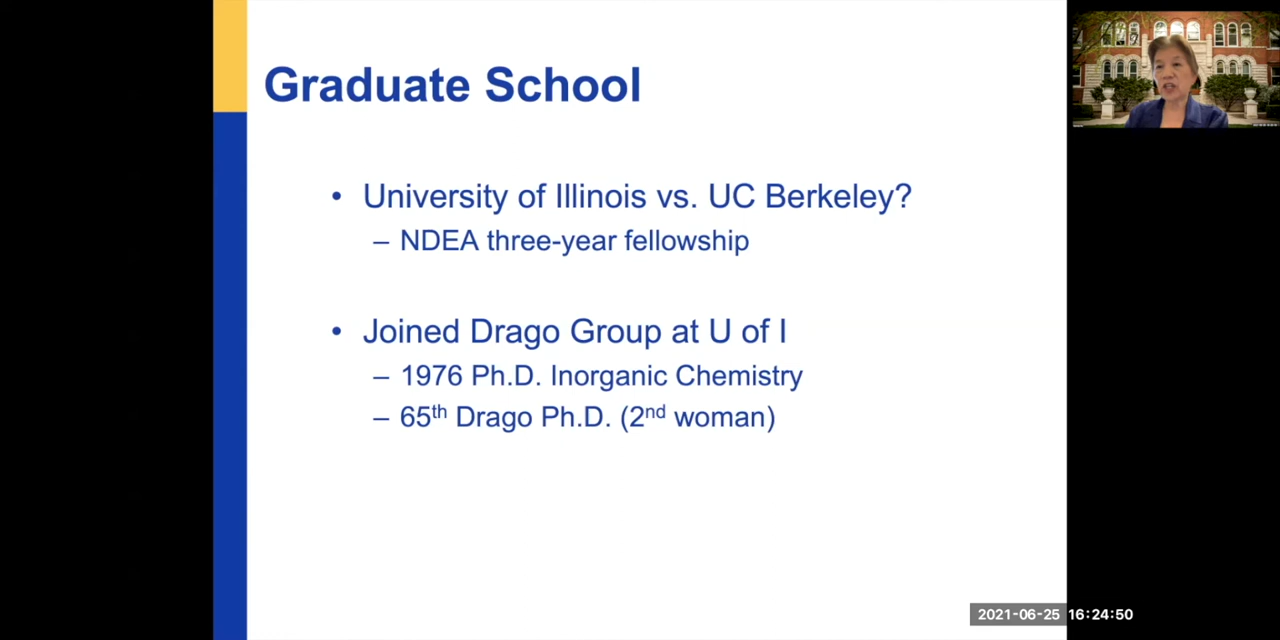 Graduate School
• University of Illinois vs. UC Berkeley?
– NDEA three-year fellowship
• Joined Drago Group at U of I
– 1976 Ph.D. Inorganic Chemistry
– 65th Drago Ph.D. (2nd woman)
2021-06-25 16:24:50